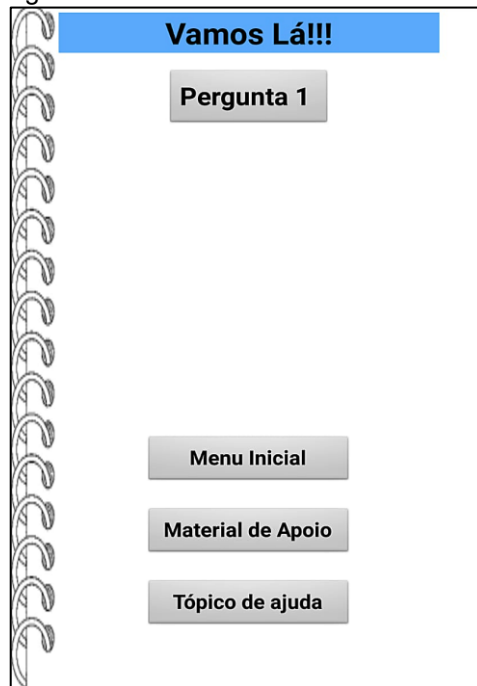 Vamos Lá!!!
Pergunta 1
Menu Inicial
Material de Apoio
Tópico de ajuda